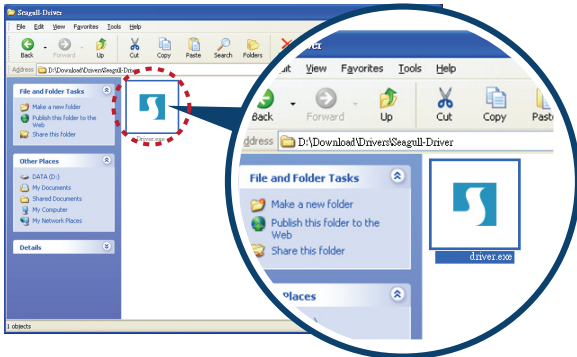 Seagull-Driver
File Edit View Favorites Tools Help
Back Forward Up Cut Copy Paste Search Folders
Address D:\Download\Drivers\Seagull-Driver
File and Folder Tasks
Make a new folder
Publish this folder to the
Web
Share this folder
Driver.exe
Other Places
DATA (D:)
My Documents
Shared Documents
My Computer
My Network Places
Details
1 objects
View Favorites Tools Help
Back Forward Up Cut Copy Past
ddress D:\Download\Drivers\Seagull-Driver
File and Folder Tasks
Make a new folder
Publish this folder to the
Web
Share this folder
driver.exe
Places